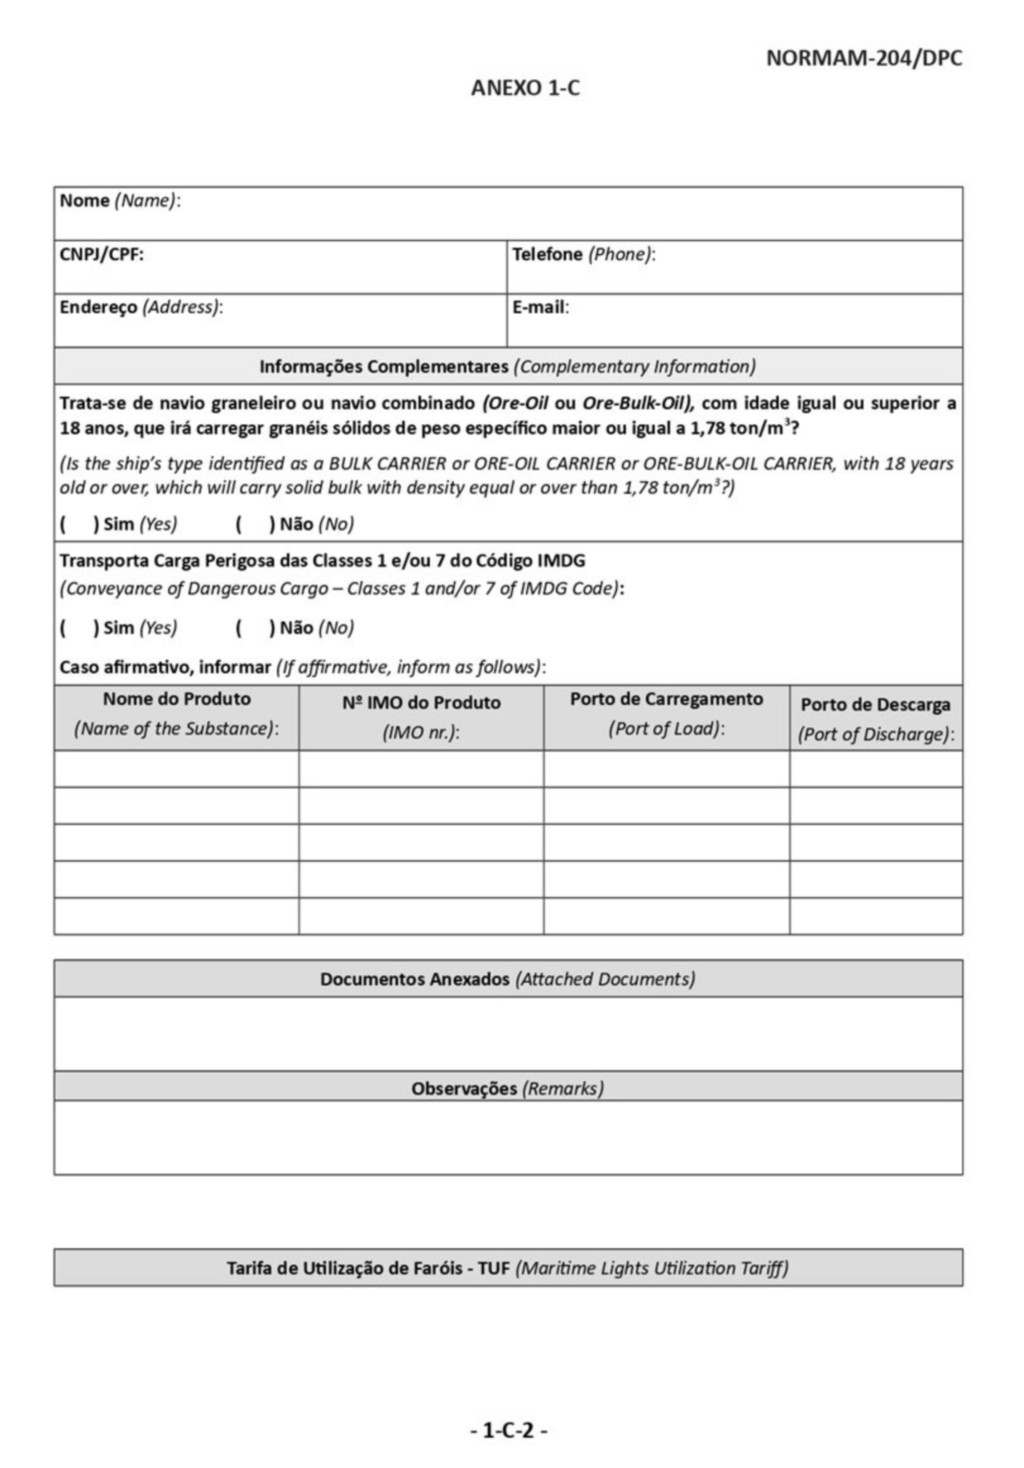 NORMAM-204/DPC
ANEXO 1-C
Nome (Name):
CNPJ/CPF:
Telefone (Phone):
Endereço (Address):
E-mail:
Informações Complementares (Complementary Information)
Trata-se de navio graneleiro ou navio combinado (Ore-Oil ou Ore-Bulk-Oil), com idade igual ou superior a
18 anos, que irá carregar granéis sólidos de peso específico maior ou igual a 1,78 ton/m³?
(Is the ship's type identified as a BULK CARRIER or ORE-OIL CARRIER or ORE-BULK-OIL CARRIER, with 18 years
old or over, which will carry solid bulk with density equal or over than 1,78 ton/m³?)
( ) Sim (Yes) ( ) Não (No)
Transporta Carga Perigosa das Classes 1 e/ou 7 do Código IMDG
(Conveyance of Dangerous Cargo – Classes 1 and/or 7 of IMDG Code):
( ) Sim (Yes) ( ) Não (No)
Caso afirmativo, informar (If affirmative, inform as follows):
Nome do Produto
(Name of the Substance):
Nº IMO do Produto
(IMO nr.):
Porto de Carregamento
(Port of Load):
Porto de Descarga
(Port of Discharge):
Documentos Anexados (Attached Documents)
Observações (Remarks)
Tarifa de Utilização de Faróis - TUF (Maritime Lights Utilization Tariff)
- 1-C-2 -